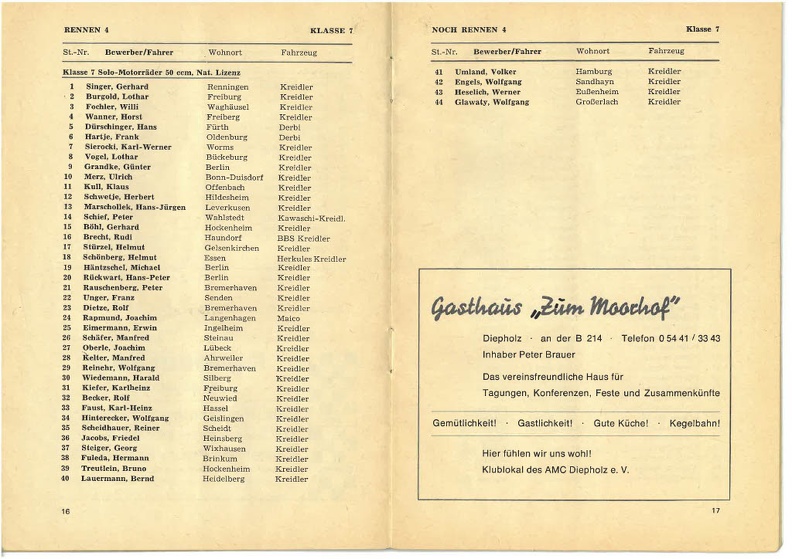 RENNEN 4 KLASSE 7
St.-Nr. Bewerber/Fahrer Wohnort Fahrzeug
Klasse 7 Solo-Motorräder 50 ccm, Nat. Lizenz
1 Singer, Gerhard Renningen Kreidler
2 Burgold, Lothar Freiburg Kreidler
3 Fochler, Willi Waghäusel Kreidler
4 Wanner, Horst Freiberg Kreidler
5 Dürschinger, Hans Fürth Derbi
6 Hartje, Frank Oldenburg Derbi
7 Sierocki, Karl-Werner Worms Kreidler
8 Vogel, Lothar Bückeburg Kreidler
9 Grandke, Günter Berlin Kreidler
10 Merz, Ulrich Bonn-Duisdorf Kreidler
11 Kull, Klaus Offenbach Kreidler
12 Schwetje, Herbert Hildesheim Kreidler
13 Marschollek, Hans-Jürgen Leverkusen Kreidler
14 Schief, Peter Wahlstedt Kawaschi-Kreidl.
15 Böhl, Gerhard Hockenheim Kreidler
16 Brecht, Rudi Haundorf BBS Kreidler
17 Stürzel, Helmut Gelsenkirchen Kreidler
18 Schönberg, Helmut Essen Herkules Kreidler
19 Häntzschel, Michael Berlin Kreidler
20 Rückwart, Hans-Peter Berlin Kreidler
21 Rauschenberg, Peter Bremerhaven Kreidler
22 Unger, Franz Senden Kreidler
23 Dietze, Rolf Bremerhaven Kreidler
24 Rapmund, Joachim Langenhagen Maico
25 Eimermann, Erwin Ingelheim Kreidler
26 Schäfer, Manfred Steinau Kreidler
27 Oberle, Joachim Lübeck Kreidler
28 Kelter, Manfred Ahrweiler Kreidler
29 Reinehr, Wolfgang Bremerhaven Kreidler
30 Wiedemann, Harald Silberg Kreidler
31 Kiefer, Karlheinz Freiburg Kreidler
32 Becker, Rolf Neuwied Kreidler
33 Faust, Karl-Heinz Hassel Kreidler
34 Hinterecker, Wolfgang Geislingen Kreidler
35 Scheidhauer, Reiner Scheidt Kreidler
36 Jacobs, Friedel Heinsberg Kreidler
37 Steiger, Georg Wixhausen Kreidler
38 Fuleda, Hermann Brinkum Kreidler
39 Treutlein, Bruno Hockenheim Kreidler
40 Lauermann, Bernd Heidelberg Kreidler
16
NOCH RENNEN 4 Klasse 7
St.-Nr. Bewerber/Fahrer Wohnort Fahrzeug
41 Umland, Volker Hamburg Kreidler
42 Engels, Wolfgang Sandhayn Kreidler
43 Heselich, Werner Eußenheim Kreidler
44 Glawaty, Wolfgang Großerlach Kreidler
Gasthaus „Zum Moorhof"
Diepholz · an der B 214 · Telefon 0 54 41 / 33 43
Inhaber Peter Brauer
Das vereinsfreundliche Haus für
Tagungen, Konferenzen, Feste und Zusammenkünfte
Gemütlichkeit! · Gastlichkeit! · Gute Küche! · Kegelbahn!
Hier fühlen wir uns wohl!
Klublokal des AMC Diepholz e. V.
17